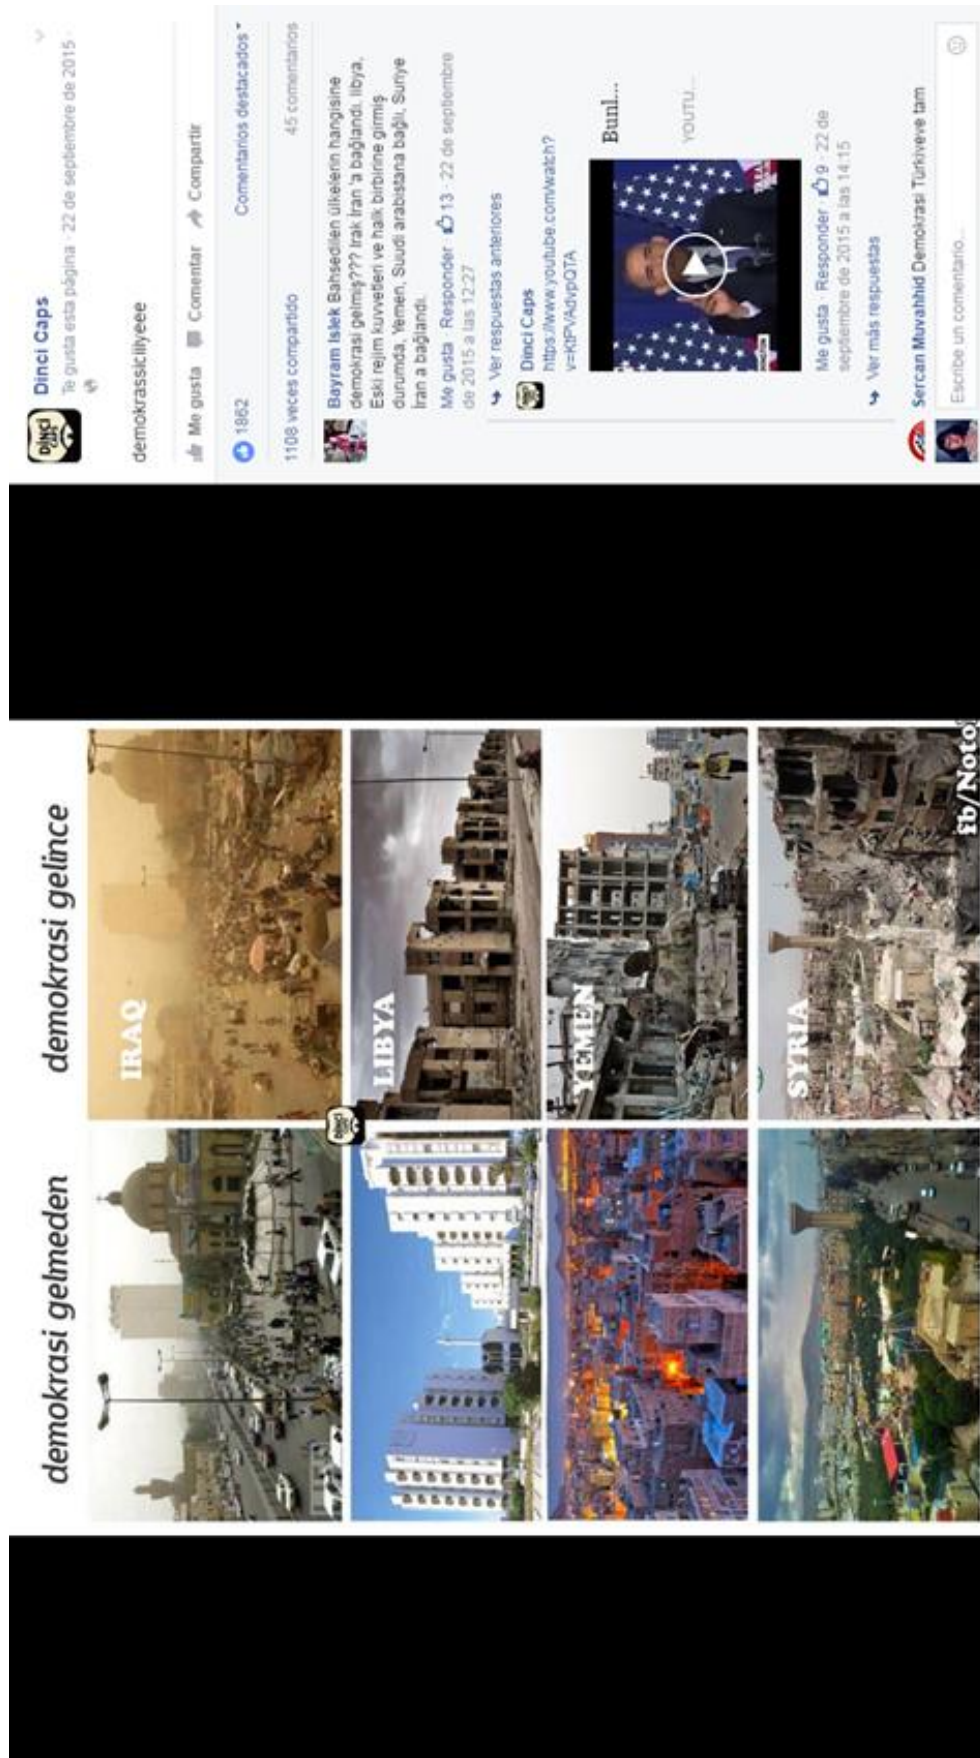 demokrasi gelmeden
demokrasi gelince
IRAQ
LIBYA
YEMEN
SYRIA
fb/Noto
DİNCİ
CAPS
Dinci Caps
Te gusta esta página · 22 de septiembre de 2015 ·
demokrassiciliyeee
Me gusta Comentar Compartir
1862 Comentarios destacados
1108 veces compartido 45 comentarios
Bayram Islek Bahsedilen ülkelerin hangisine
demokrasi gelmiş??? Irak İran 'a bağlandı. libya,
Eski rejim kuvvetleri ve halk birbirine girmiş
durumda, Yemen, Suudi arabistana bağlı, Suriye
İran a bağlandı.
Me gusta · Responder · 13 · 22 de septiembre
de 2015 a las 12:27
Ver respuestas anteriores
Dinci Caps
https://www.youtube.com/watch?
v=KtPVAdvpQTA
Bunl...
YOUTU...
Me gusta · Responder · 9 · 22 de
septiembre de 2015 a las 14:15
Ver más respuestas
Sercan Muvahhid Demokrasi Türkiyeye tam
Escribe un comentario...